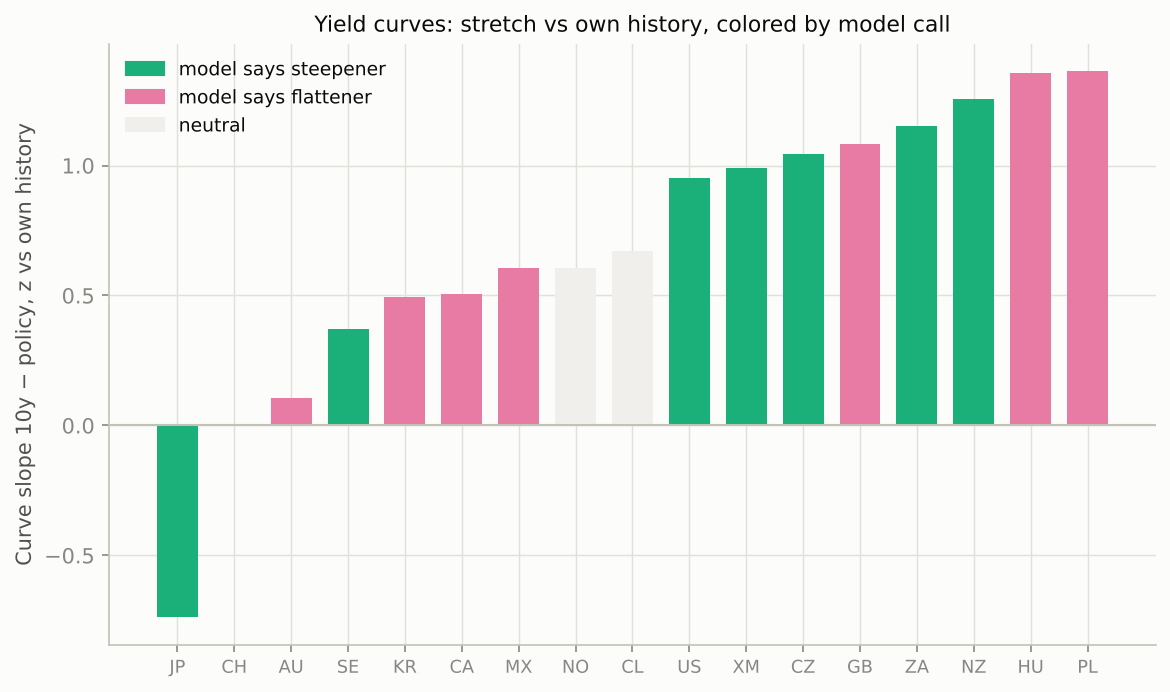 Yield curves: stretch vs own history, colored by model call
model says steepener
model says flattener
neutral
Curve slope 10y − policy, z vs own history
1.0
0.5
0.0
−0.5
JP CH AU SE KR CA MX NO CL US XM CZ GB ZA NZ HU PL